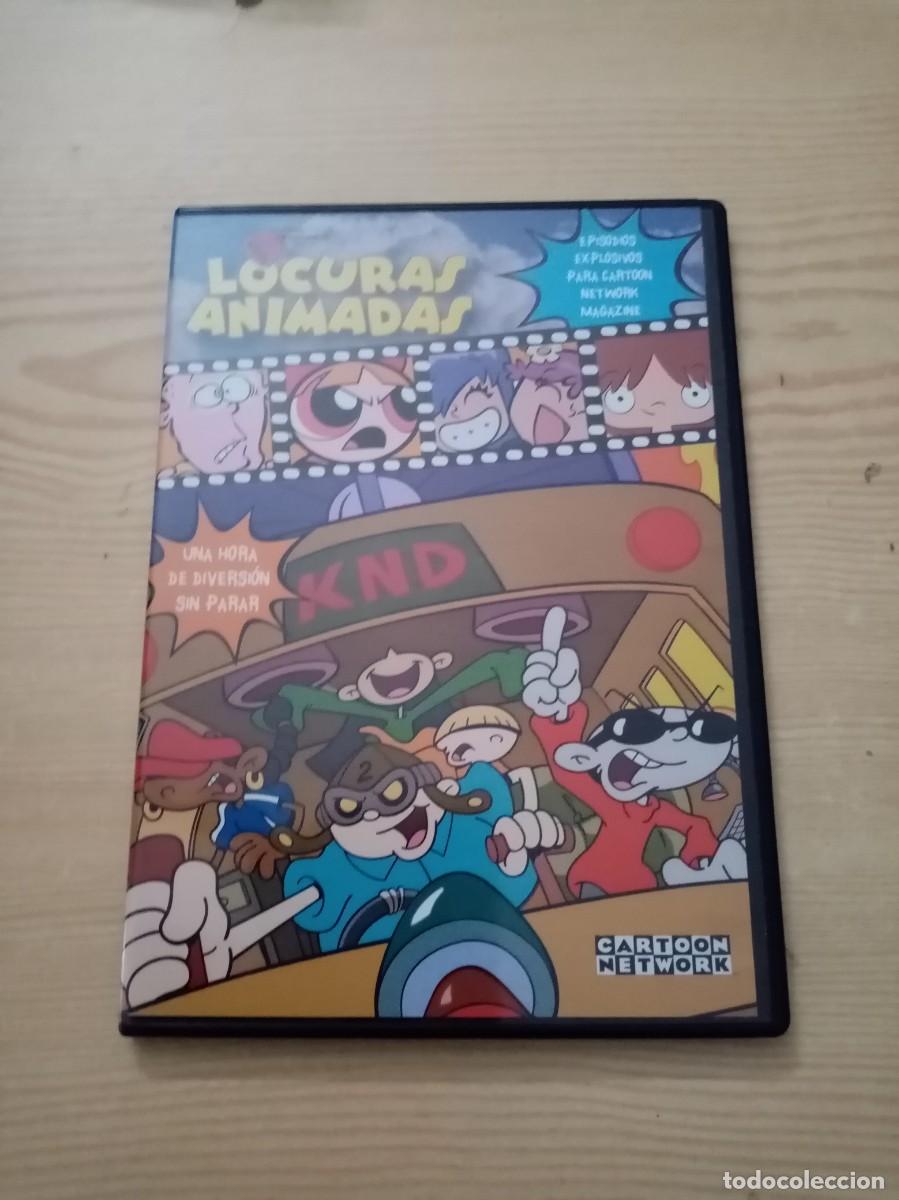 LOCURAS
ANIMADAS
EPISODIOS
EXPLOSIVOS
PARA CARTOON
NETWORK
MAGAZINE
UNA HORA
DE DIVERSIÓN
SIN PARAR
KND
2
CARTOON
NETWORK
todocoleccion